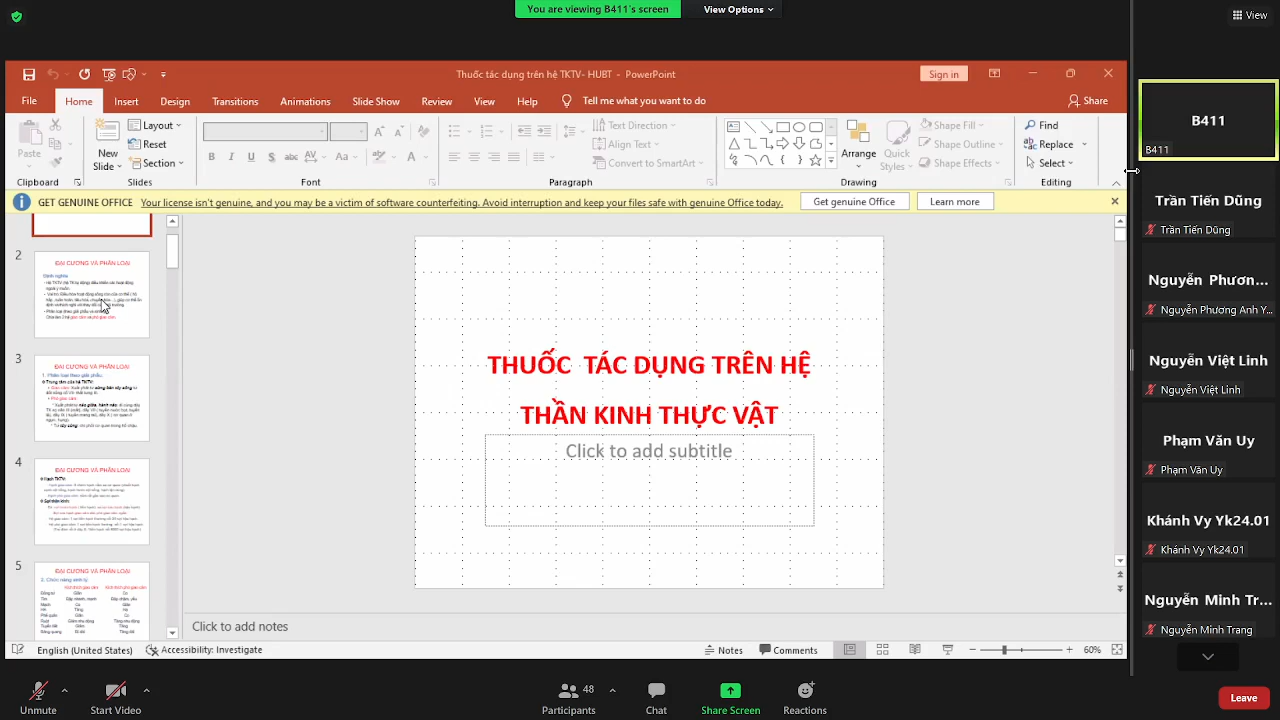 You are viewing B411's screen
View Options
View
Thuốc tác dụng trên hệ TKTV- HUBT - PowerPoint
Sign in
File
Home
Insert
Design
Transitions
Animations
Slide Show
Review
View
Help
Tell me what you want to do
Share
Paste
New
Slide
Layout
Reset
Section
Text Direction
Align Text
Convert to SmartArt
Arrange
Quick
Styles
Shape Fill
Shape Outline
Shape Effects
Find
Replace
Select
Clipboard
Slides
Font
Paragraph
Drawing
Editing
GET GENUINE OFFICE
Your license isn't genuine, and you may be a victim of software counterfeiting. Avoid interruption and keep your files safe with genuine Office today.
Get genuine Office
Learn more
2
ĐẠI CƯƠNG VÀ PHÂN LOẠI
3
ĐẠI CƯƠNG VÀ PHÂN LOẠI
4
ĐẠI CƯƠNG VÀ PHÂN LOẠI
5
ĐẠI CƯƠNG VÀ PHÂN LOẠI
THUỐC TÁC DỤNG TRÊN HỆ
THẦN KINH THỰC VẬT
Click to add subtitle
Click to add notes
English (United States)
Accessibility: Investigate
Notes
Comments
60%
B411
B411
Trần Tiến Dũng
Trần Tiến Dũng
Nguyễn Phươn...
Nguyễn Phương Anh Y...
Nguyễn Việt Linh
Nguyễn Việt Linh
Phạm Văn Uy
Phạm Văn Uy
Khánh Vy Yk24.01
Khánh Vy Yk24.01
Nguyễn Minh Tr...
Nguyễn Minh Trang
Unmute
Start Video
48
Participants
Chat
Share Screen
Reactions
Leave